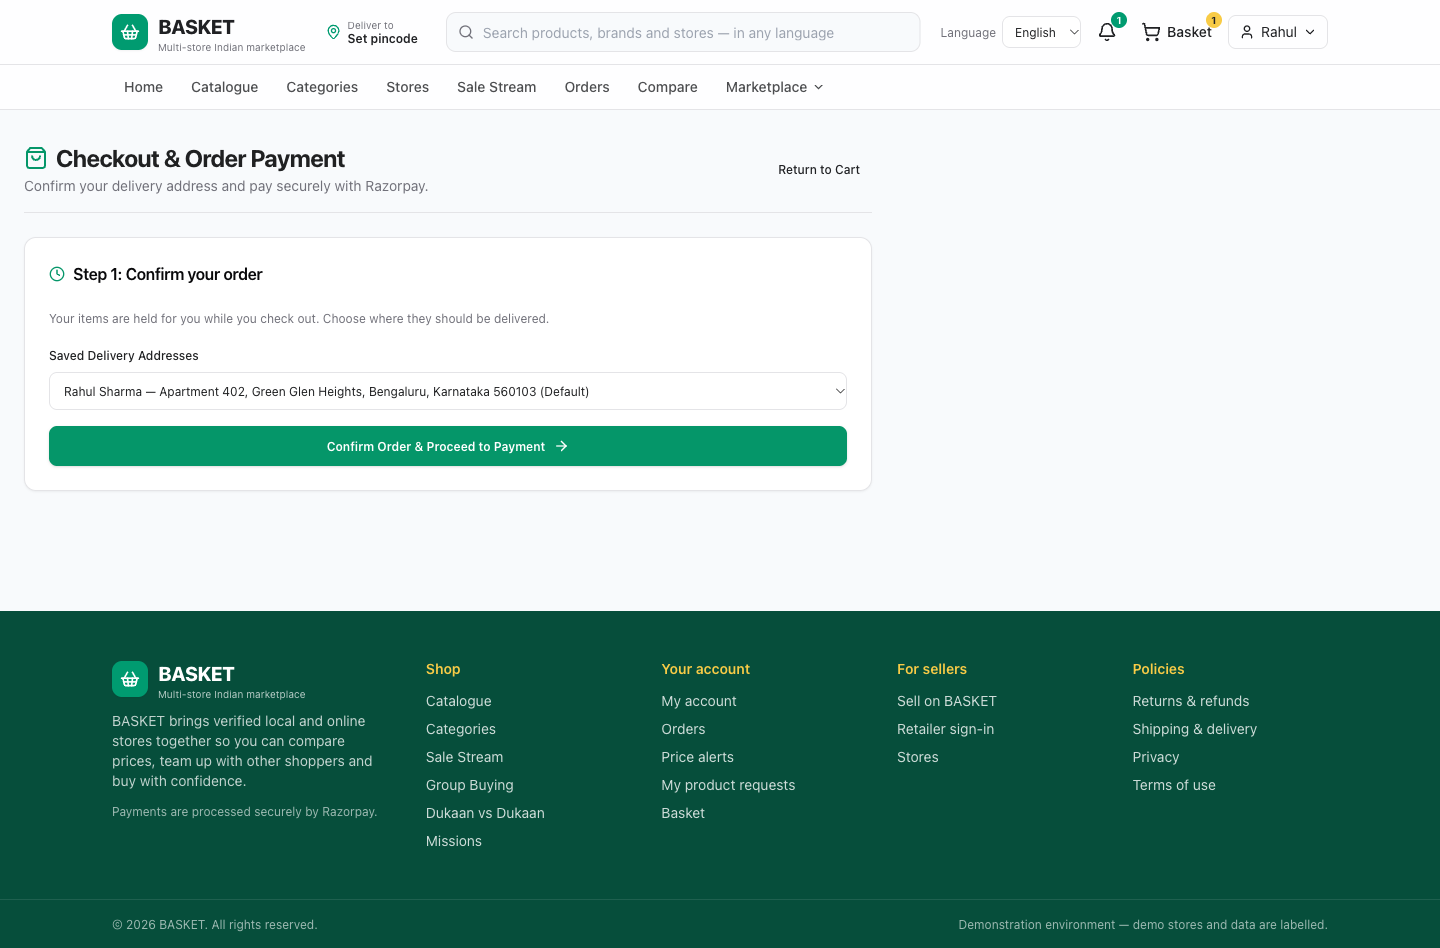 BASKET
Multi-store Indian marketplace
Deliver to
Set pincode
Search products, brands and stores — in any language
Language
English
1
Basket
1
Rahul
Home
Catalogue
Categories
Stores
Sale Stream
Orders
Compare
Marketplace
Checkout & Order Payment
Confirm your delivery address and pay securely with Razorpay.
Return to Cart
Step 1: Confirm your order
Your items are held for you while you check out. Choose where they should be delivered.
Saved Delivery Addresses
Rahul Sharma — Apartment 402, Green Glen Heights, Bengaluru, Karnataka 560103 (Default)
Confirm Order & Proceed to Payment
BASKET
Multi-store Indian marketplace
BASKET brings verified local and online
stores together so you can compare
prices, team up with other shoppers and
buy with confidence.
Payments are processed securely by Razorpay.
Shop
Catalogue
Categories
Sale Stream
Group Buying
Dukaan vs Dukaan
Missions
Your account
My account
Orders
Price alerts
My product requests
Basket
For sellers
Sell on BASKET
Retailer sign-in
Stores
Policies
Returns & refunds
Shipping & delivery
Privacy
Terms of use
© 2026 BASKET. All rights reserved.
Demonstration environment — demo stores and data are labelled.